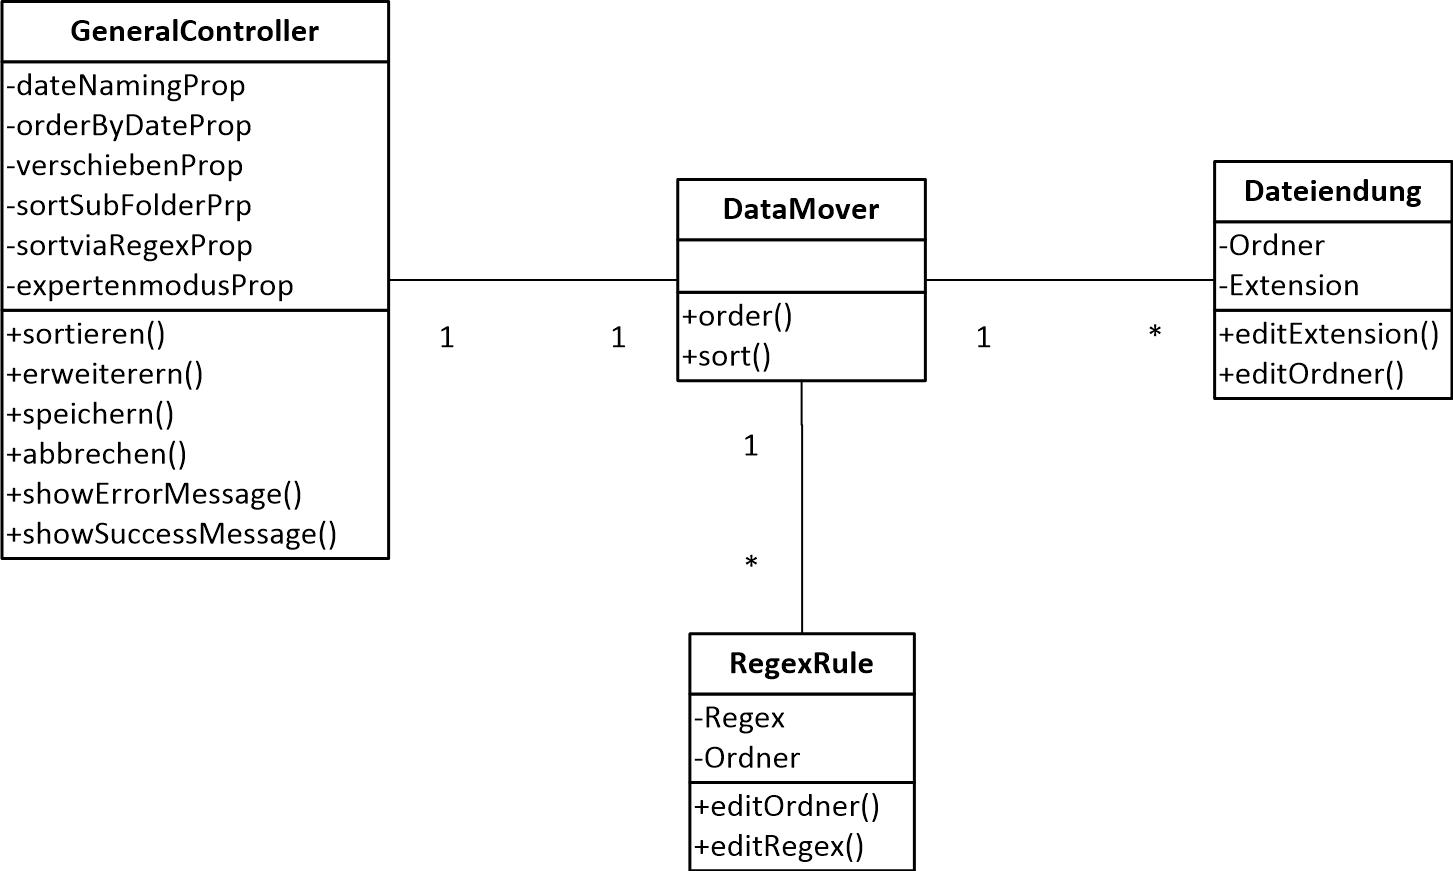 GeneralController
-dateNamingProp
-orderByDateProp
-verschiebenProp
-sortSubFolderPrp
-sortviaRegexProp
-expertenmodusProp
+sortieren()
+erweiterern()
+speichern()
+abbrechen()
+showErrorMessage()
+showSuccessMessage()
1
1
DataMover
+order()
+sort()
1
*
Dateiendung
-Ordner
-Extension
+editExtension()
+editOrdner()
1
*
RegexRule
-Regex
-Ordner
+editOrdner()
+editRegex()